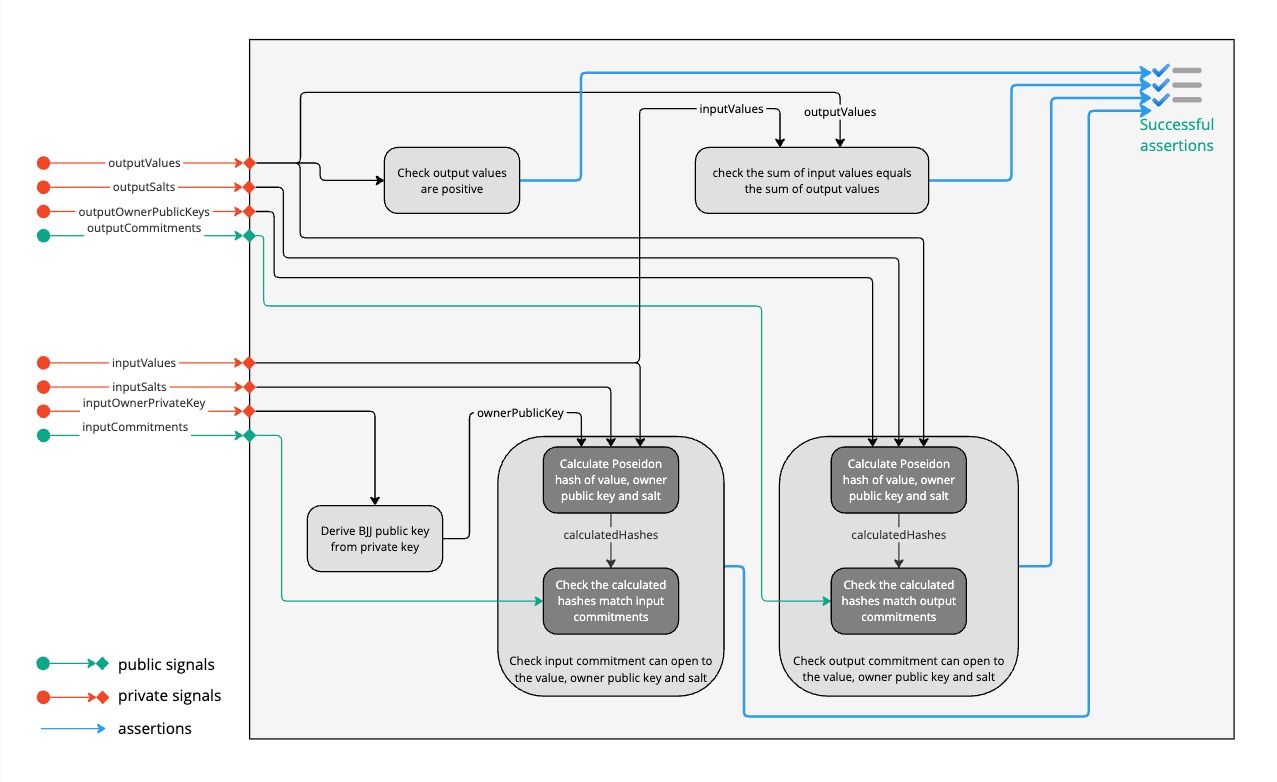 inputValues
outputValues
Successful
assertions
outputValues
outputSalts
outputOwnerPublicKeys
outputCommitments
Check output values
are positive
check the sum of input values equals
the sum of output values
inputValues
inputSalts
inputOwnerPrivateKey
inputCommitments
ownerPublicKey
Derive BJJ public key
from private key
Calculate Poseidon
hash of value, owner
public key and salt
calculatedHashes
Check the calculated
hashes match input
commitments
Check input commitment can open to
the value, owner public key and salt
Calculate Poseidon
hash of value, owner
public key and salt
calculatedHashes
Check the calculated
hashes match output
commitments
Check output commitment can open to
the value, owner public key and salt
public signals
private signals
assertions